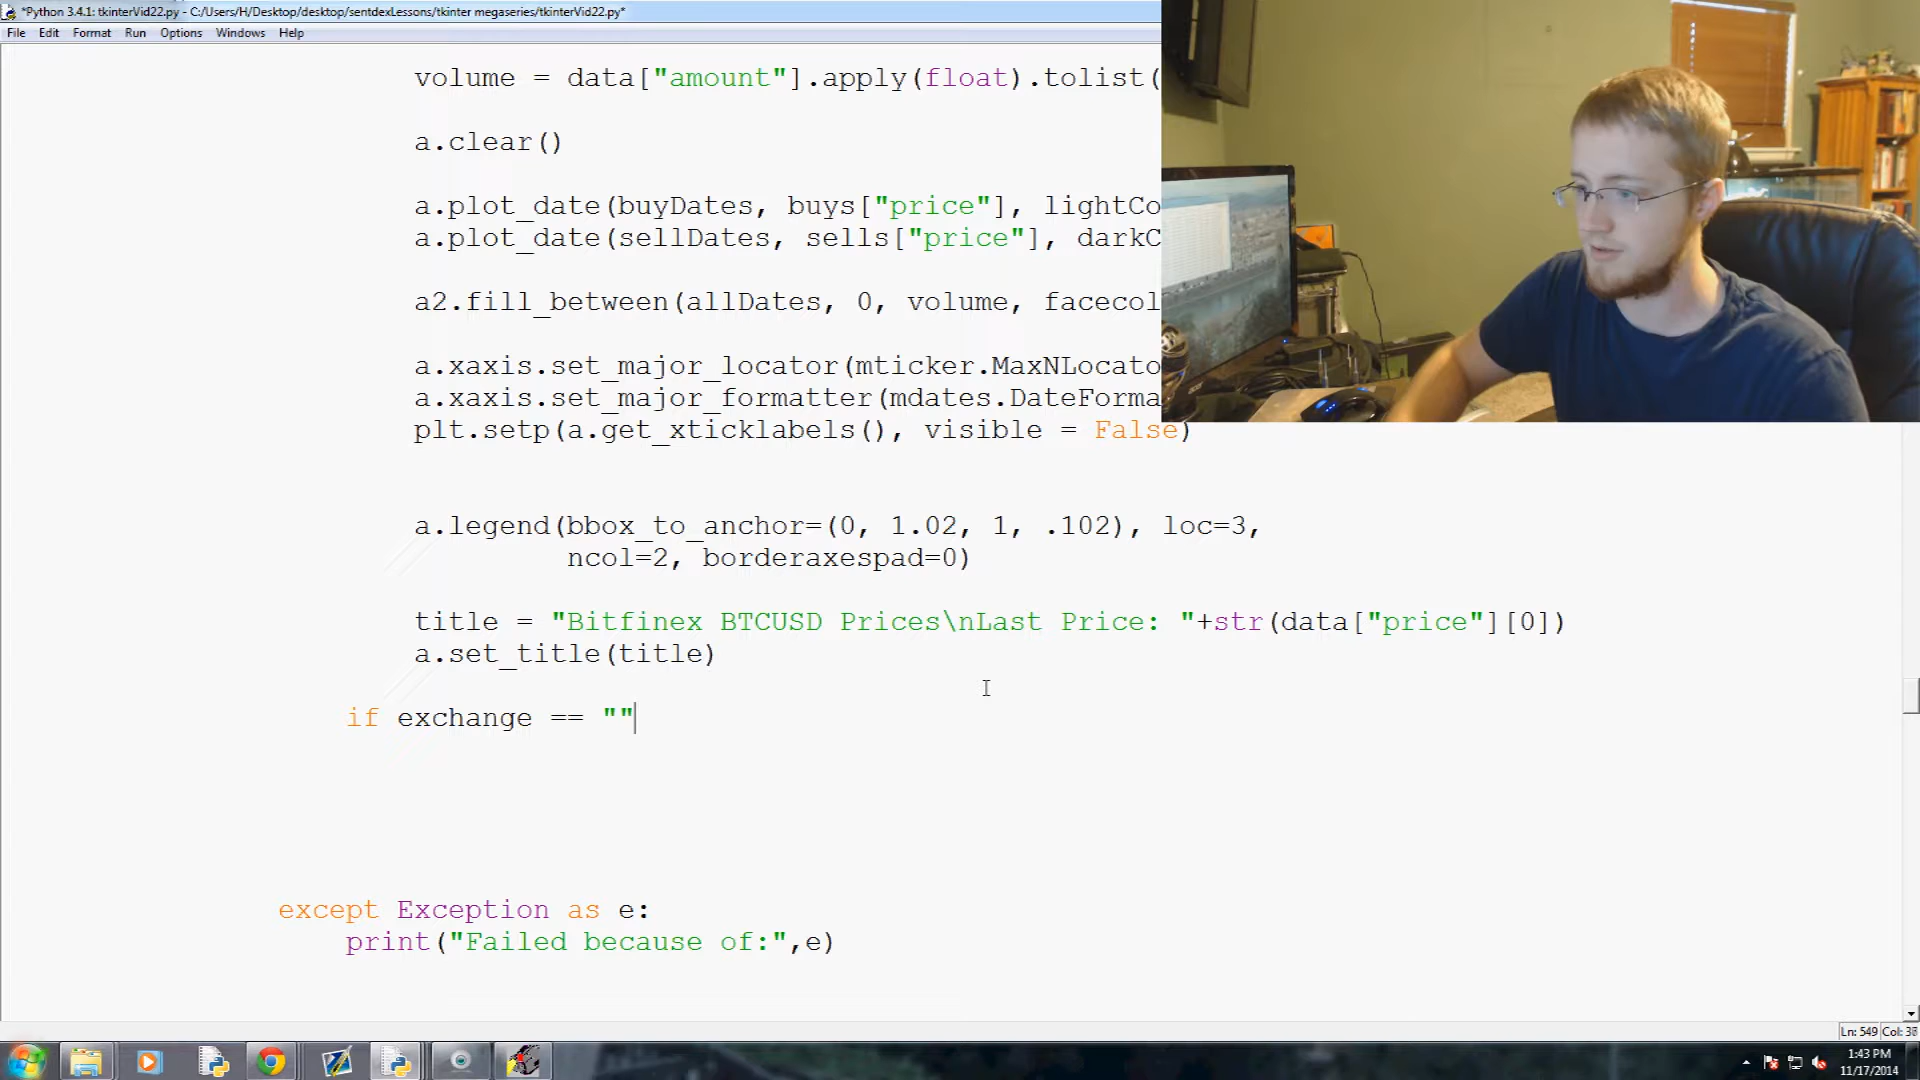 *Python 3.4.1: tkinterVid22.py - C:/Users/H/Desktop/desktop/sentdexLessons/tkinter megaseries/tkinterVid22.py*
File Edit Format Run Options Windows Help
volume = data["amount"].apply(float).tolist(
a.clear()
a.plot_date(buyDates, buys["price"], lightCo
a.plot_date(sellDates, sells["price"], darkC
a2.fill_between(allDates, 0, volume, facecol
a.xaxis.set_major_locator(mticker.MaxNLocato
a.xaxis.set_major_formatter(mdates.DateForma
plt.setp(a.get_xticklabels(), visible = False)
a.legend(bbox_to_anchor=(0, 1.02, 1, .102), loc=3,
ncol=2, borderaxespad=0)
title = "Bitfinex BTCUSD Prices\nLast Price: "+str(data["price"][0])
a.set_title(title)
if exchange == ""
except Exception as e:
print("Failed because of:",e)
Ln: 549 Col: 38
1:43 PM
11/17/2014